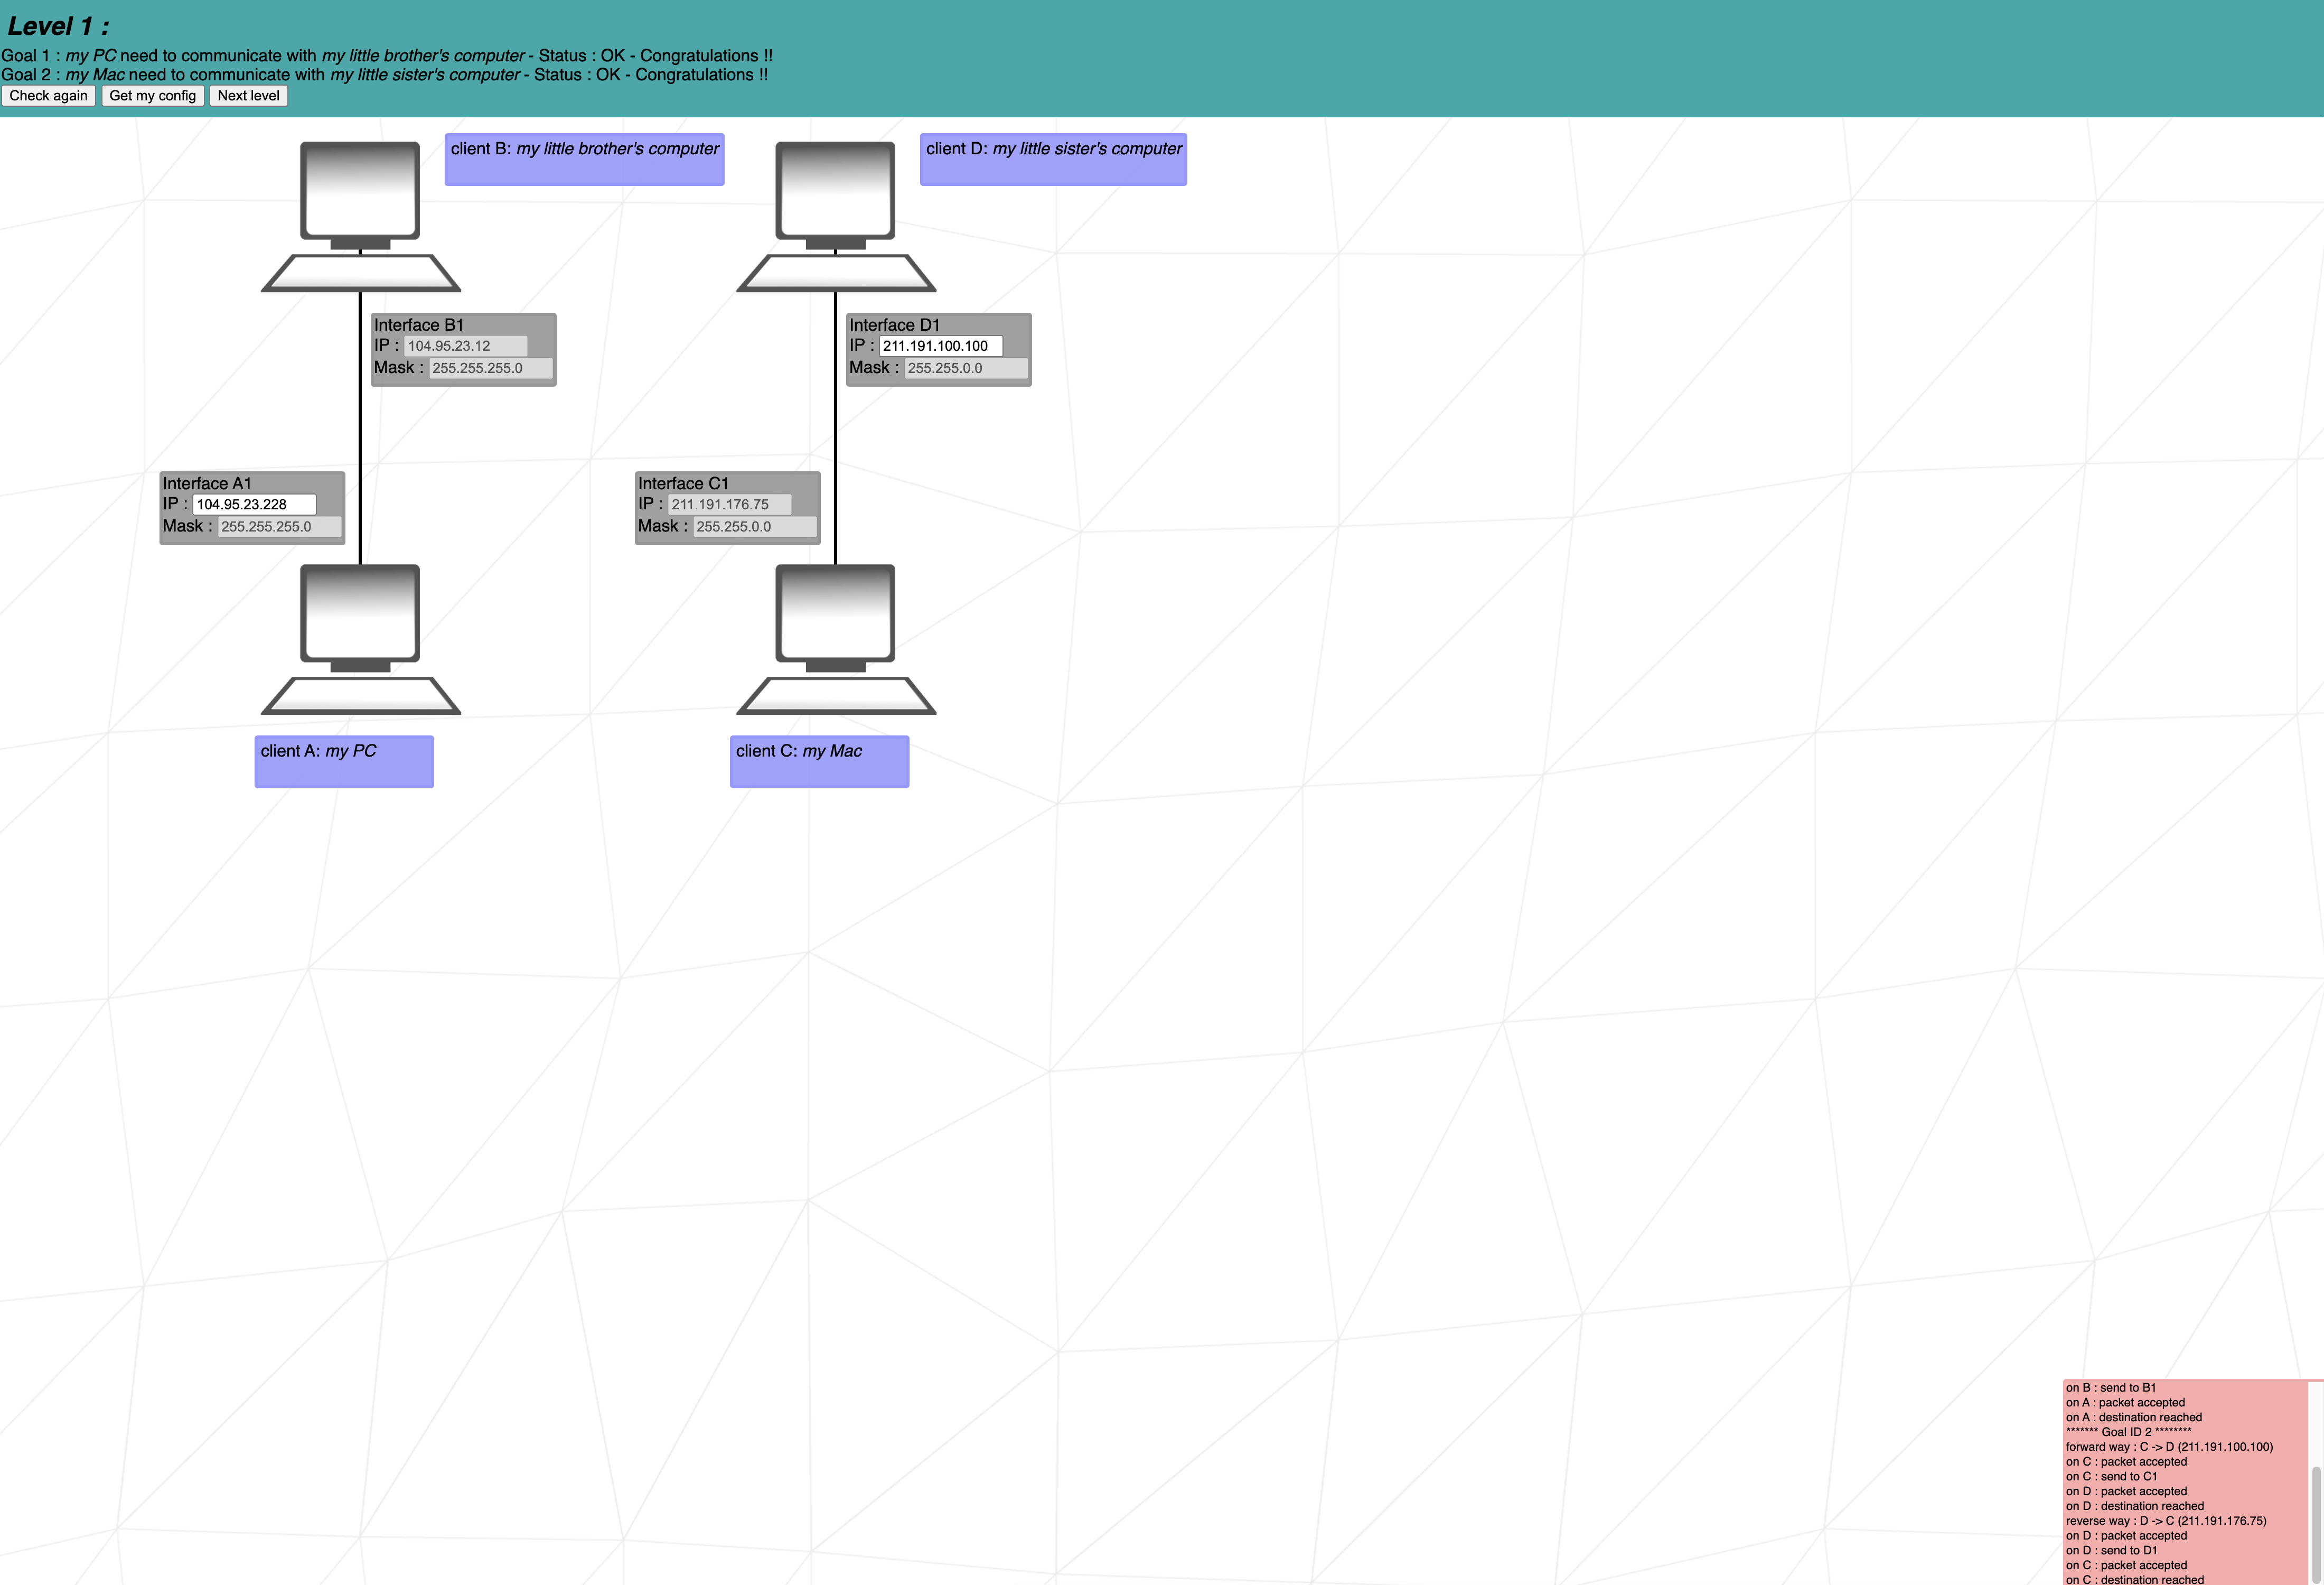 Level 1 :
Goal 1 : my PC need to communicate with my little brother's computer - Status : OK - Congratulations !!
Goal 2 : my Mac need to communicate with my little sister's computer - Status : OK - Congratulations !!
Check again Get my config Next level
client B: my little brother's computer
client D: my little sister's computer
Interface B1
IP : 104.95.23.12
Mask : 255.255.255.0
Interface D1
IP : 211.191.100.100
Mask : 255.255.0.0
Interface A1
IP : 104.95.23.228
Mask : 255.255.255.0
Interface C1
IP : 211.191.176.75
Mask : 255.255.0.0
client A: my PC
client C: my Mac
on B : send to B1
on A : packet accepted
on A : destination reached
******* Goal ID 2 ********
forward way : C -> D (211.191.100.100)
on C : packet accepted
on C : send to C1
on D : packet accepted
on D : destination reached
reverse way : D -> C (211.191.176.75)
on D : packet accepted
on D : send to D1
on C : packet accepted
on C : destination reached